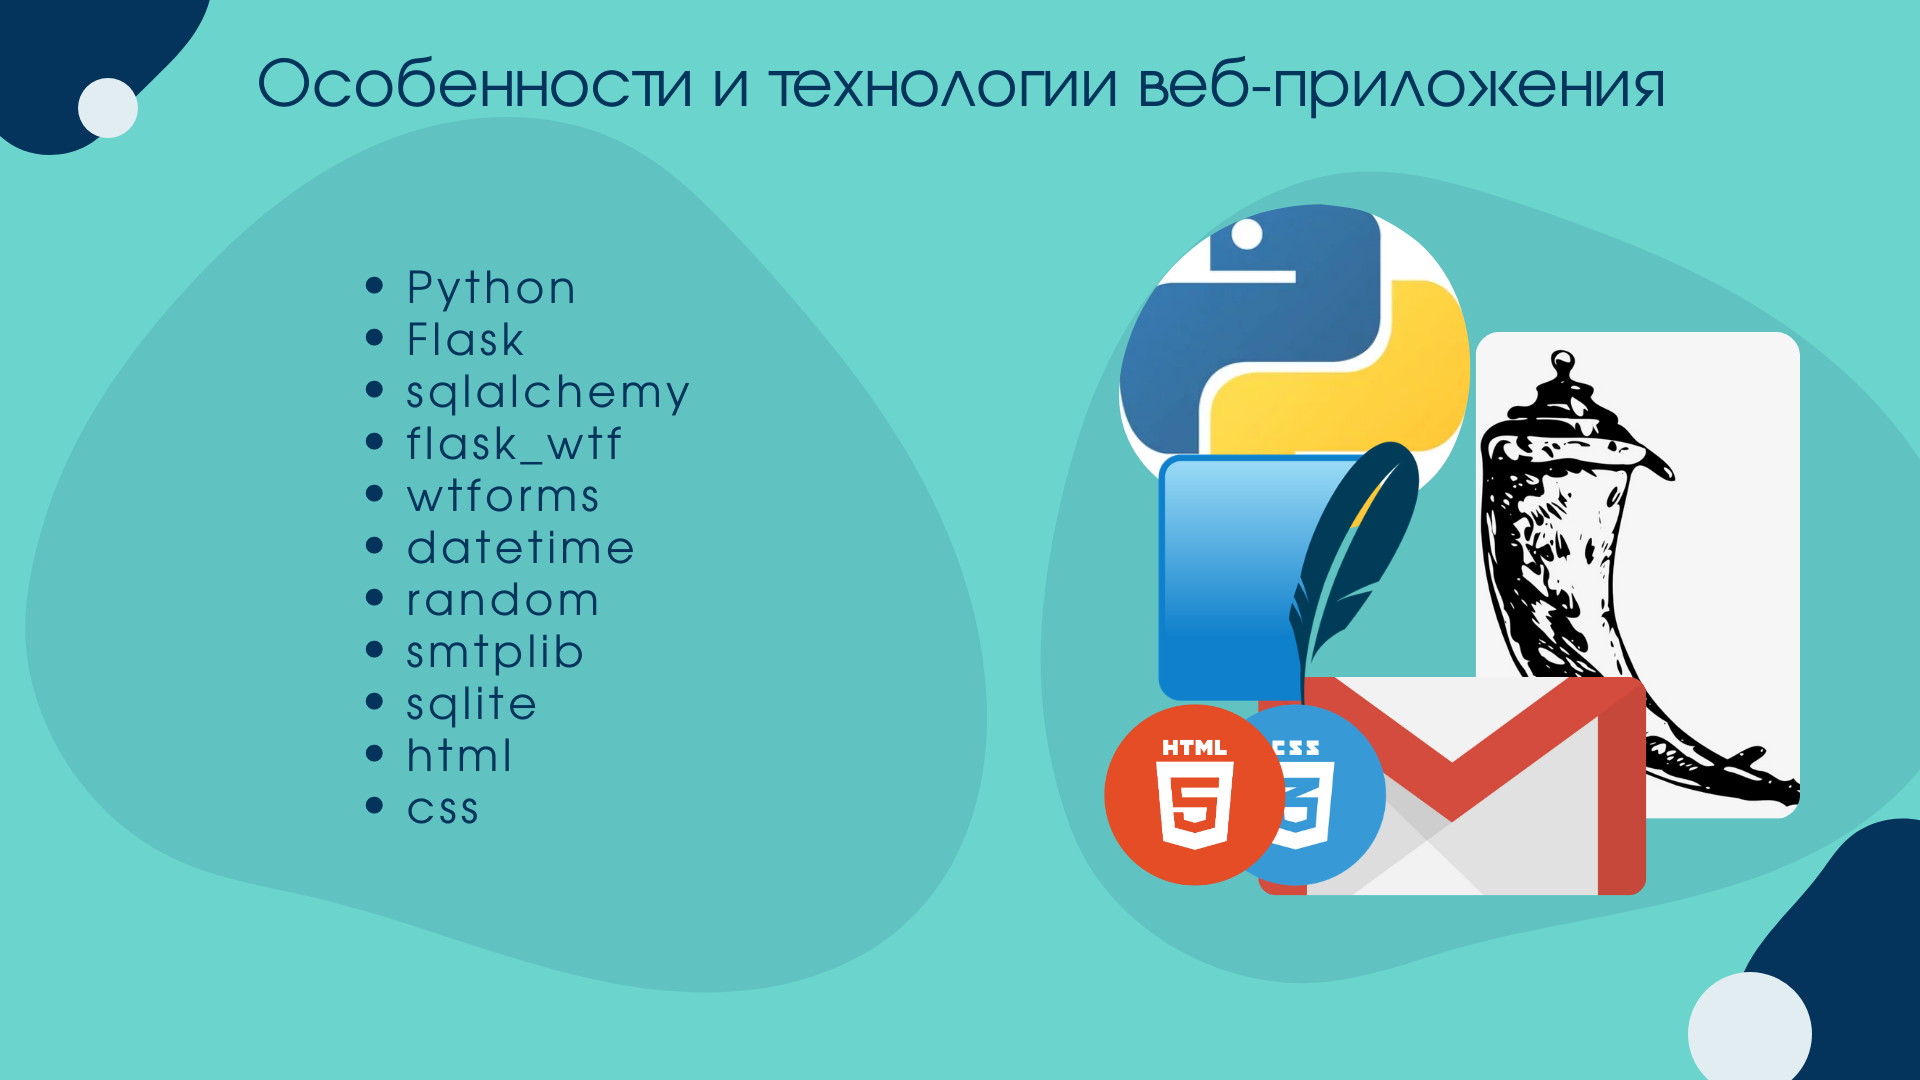 Особенности и технологии веб-приложения
Python
Flask
sqlalchemy
flask_wtf
wtforms
datetime
random
smtplib
sqlite
html
css
HTML
5
CSS
3